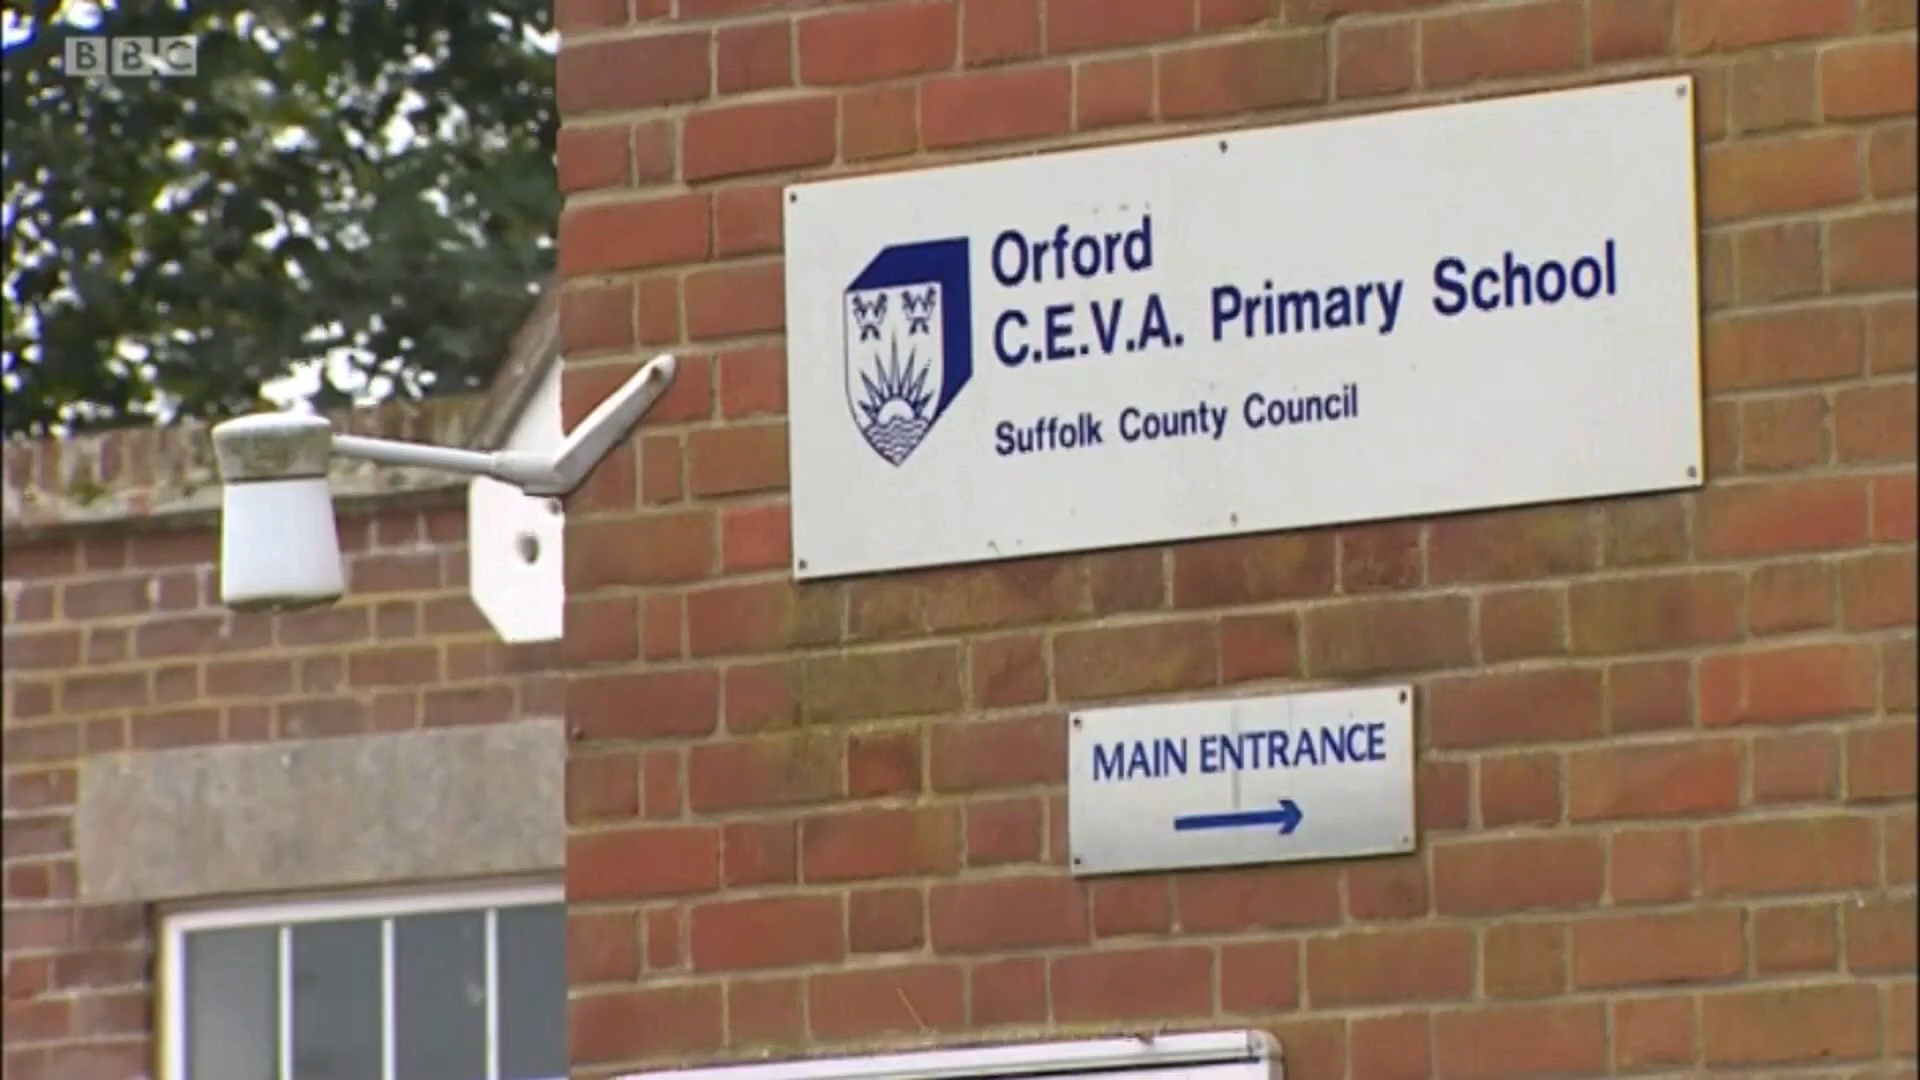 BBC
Orford
C.E.V.A. Primary School
Suffolk County Council
MAIN ENTRANCE